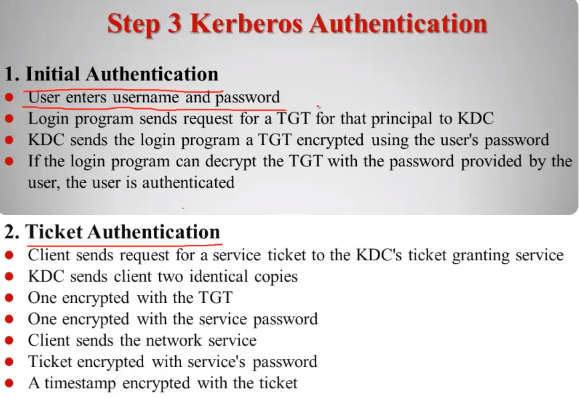 Step 3 Kerberos Authentication
1. Initial Authentication
● User enters username and password
● Login program sends request for a TGT for that principal to KDC
● KDC sends the login program a TGT encrypted using the user's password
● If the login program can decrypt the TGT with the password provided by the
user, the user is authenticated
2. Ticket Authentication
● Client sends request for a service ticket to the KDC's ticket granting service
● KDC sends client two identical copies
● One encrypted with the TGT
● One encrypted with the service password
● Client sends the network service
● Ticket encrypted with service's password
● A timestamp encrypted with the ticket